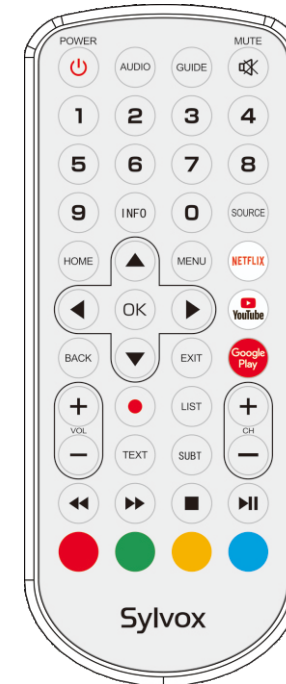 POWER MUTE
AUDIO GUIDE
1 2 3 4
5 6 7 8
9 INFO 0 SOURCE
HOME MENU NETFLIX
OK YouTube
BACK EXIT Google
Play
+ LIST +
VOL CH
- TEXT SUBT -
Sylvox